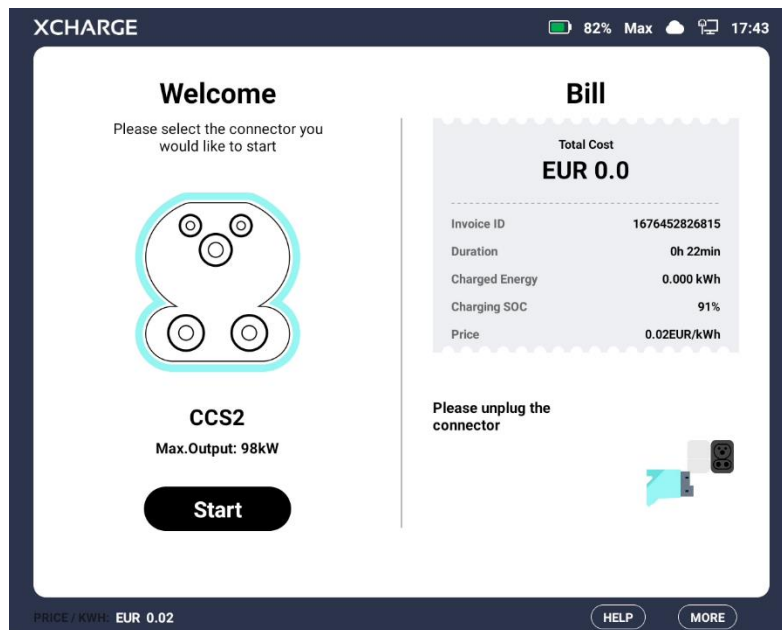 XCHARGE
82% Max 17:43
Welcome
Please select the connector you
would like to start
CCS2
Max.Output: 98kW
Start
Bill
Total Cost
EUR 0.0
Invoice ID 1676452826815
Duration 0h 22min
Charged Energy 0.000 kWh
Charging SOC 91%
Price 0.02EUR/kWh
Please unplug the
connector
PRICE / KWH: EUR 0.02
HELP
MORE